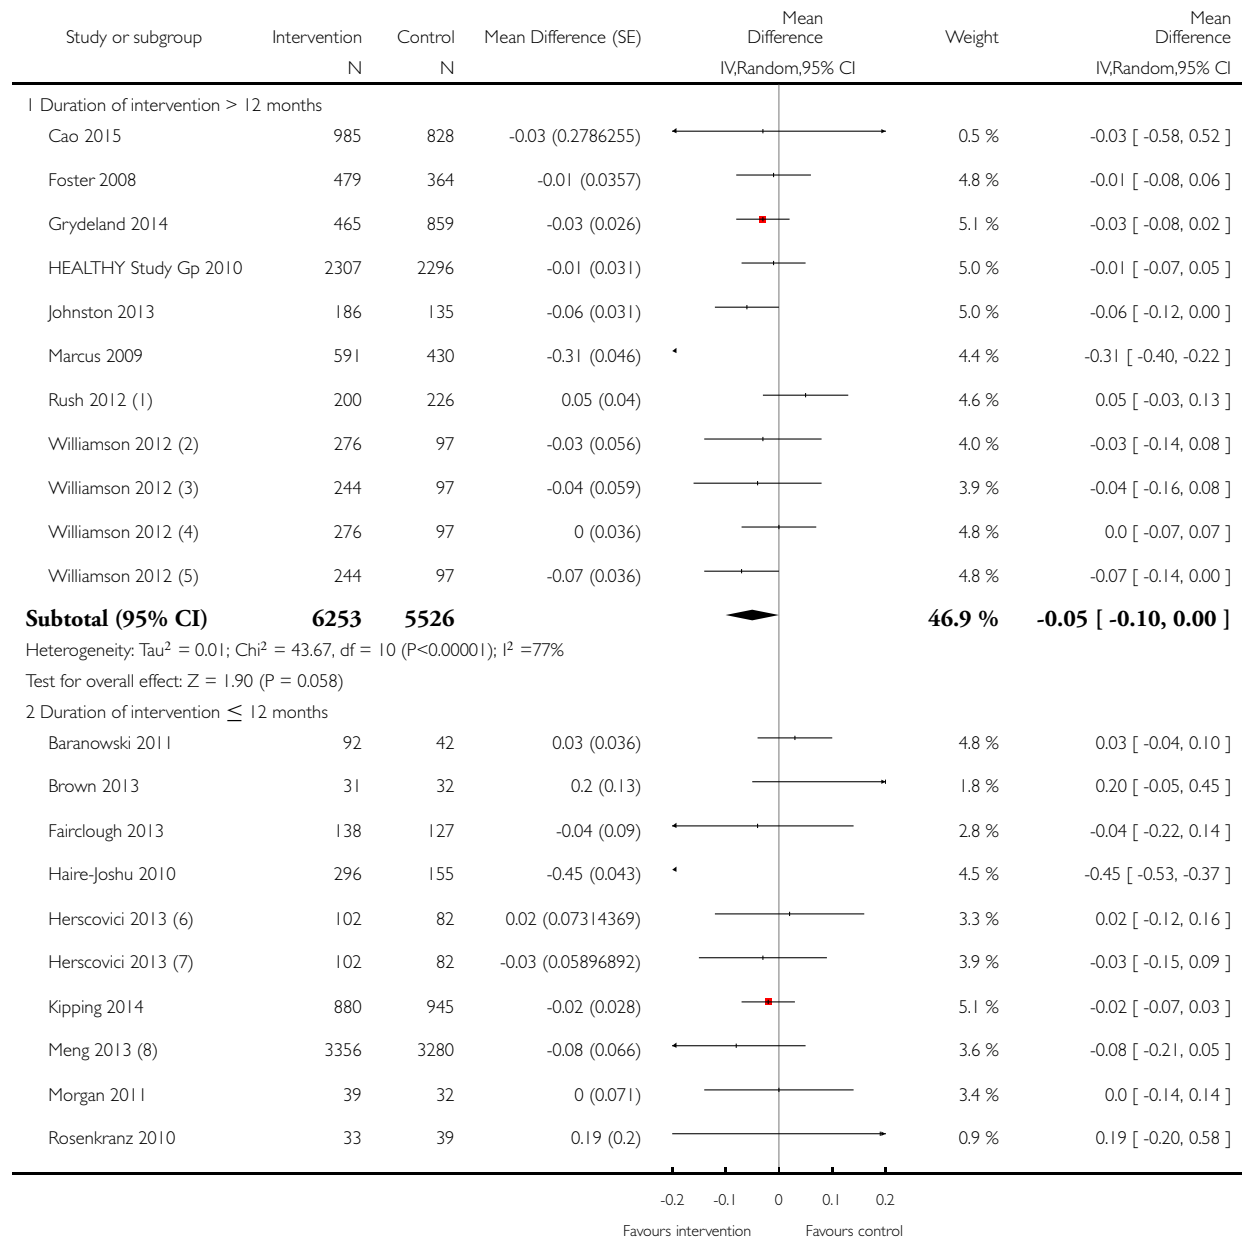 Study or subgroup Intervention Control Mean Difference (SE) Mean Difference Weight Mean Difference
N N IV,Random,95% CI IV,Random,95% CI
1 Duration of intervention > 12 months
Cao 2015 985 828 -0.03 (0.2786255) 0.5 % -0.03 [ -0.58, 0.52 ]
Foster 2008 479 364 -0.01 (0.0357) 4.8 % -0.01 [ -0.08, 0.06 ]
Grydeland 2014 465 859 -0.03 (0.026) 5.1 % -0.03 [ -0.08, 0.02 ]
HEALTHY Study Gp 2010 2307 2296 -0.01 (0.031) 5.0 % -0.01 [ -0.07, 0.05 ]
Johnston 2013 186 135 -0.06 (0.031) 5.0 % -0.06 [ -0.12, 0.00 ]
Marcus 2009 591 430 -0.31 (0.046) 4.4 % -0.31 [ -0.40, -0.22 ]
Rush 2012 (1) 200 226 0.05 (0.04) 4.6 % 0.05 [ -0.03, 0.13 ]
Williamson 2012 (2) 276 97 -0.03 (0.056) 4.0 % -0.03 [ -0.14, 0.08 ]
Williamson 2012 (3) 244 97 -0.04 (0.059) 3.9 % -0.04 [ -0.16, 0.08 ]
Williamson 2012 (4) 276 97 0 (0.036) 4.8 % 0.0 [ -0.07, 0.07 ]
Williamson 2012 (5) 244 97 -0.07 (0.036) 4.8 % -0.07 [ -0.14, 0.00 ]
Subtotal (95% CI) 6253 5526 46.9 % -0.05 [ -0.10, 0.00 ]
Heterogeneity: Tau² = 0.01; Chi² = 43.67, df = 10 (P<0.00001); I² =77%
Test for overall effect: Z = 1.90 (P = 0.058)
2 Duration of intervention ≤ 12 months
Baranowski 2011 92 42 0.03 (0.036) 4.8 % 0.03 [ -0.04, 0.10 ]
Brown 2013 31 32 0.2 (0.13) 1.8 % 0.20 [ -0.05, 0.45 ]
Fairclough 2013 138 127 -0.04 (0.09) 2.8 % -0.04 [ -0.22, 0.14 ]
Haire-Joshu 2010 296 155 -0.45 (0.043) 4.5 % -0.45 [ -0.53, -0.37 ]
Herscovici 2013 (6) 102 82 0.02 (0.07314369) 3.3 % 0.02 [ -0.12, 0.16 ]
Herscovici 2013 (7) 102 82 -0.03 (0.05896892) 3.9 % -0.03 [ -0.15, 0.09 ]
Kipping 2014 880 945 -0.02 (0.028) 5.1 % -0.02 [ -0.07, 0.03 ]
Meng 2013 (8) 3356 3280 -0.08 (0.066) 3.6 % -0.08 [ -0.21, 0.05 ]
Morgan 2011 39 32 0 (0.071) 3.4 % 0.0 [ -0.14, 0.14 ]
Rosenkranz 2010 33 39 0.19 (0.2) 0.9 % 0.19 [ -0.20, 0.58 ]
-0.2 -0.1 0 0.1 0.2
Favours intervention Favours control